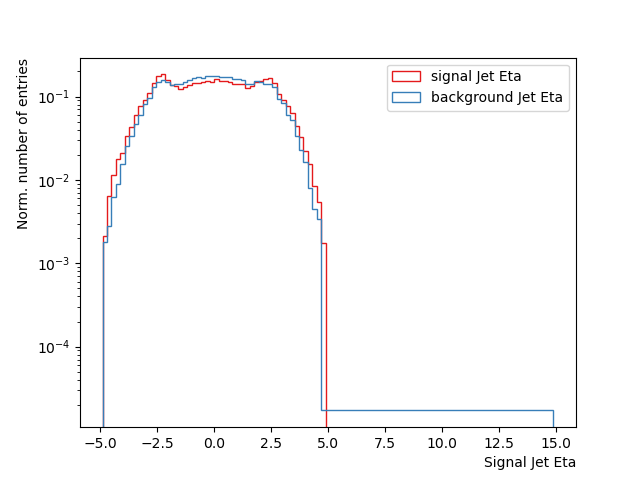 signal Jet Eta
background Jet Eta
Norm. number of entries
10⁻¹
10⁻²
10⁻³
10⁻⁴
−5.0 −2.5 0.0 2.5 5.0 7.5 10.0 12.5 15.0
Signal Jet Eta